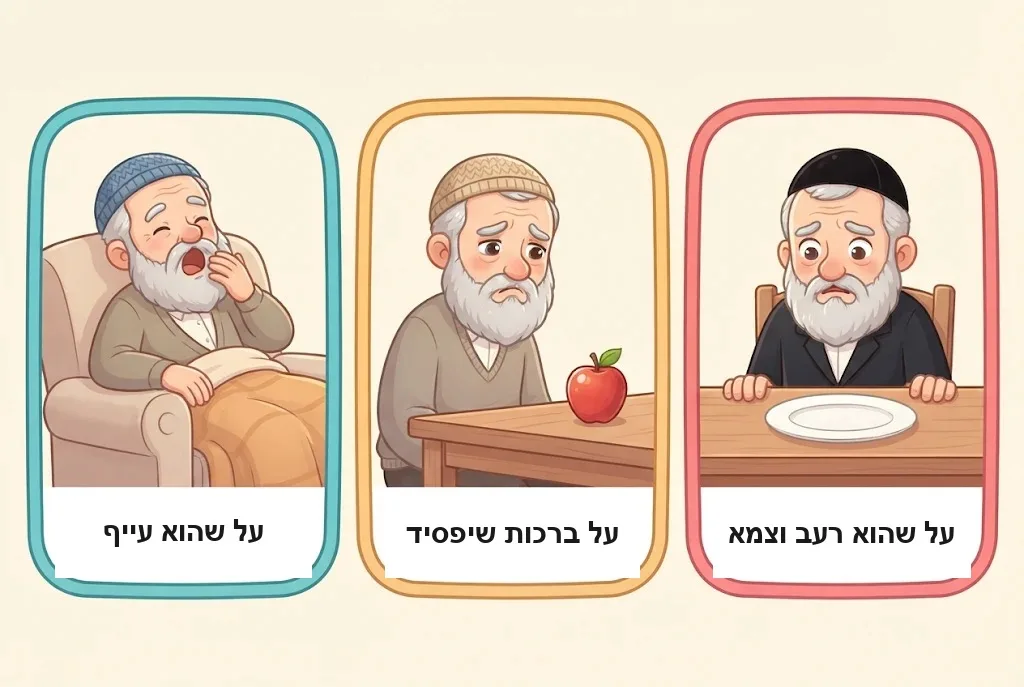 על שהוא רעב וצמא
על ברכות שיפסיד
על שהוא עייף